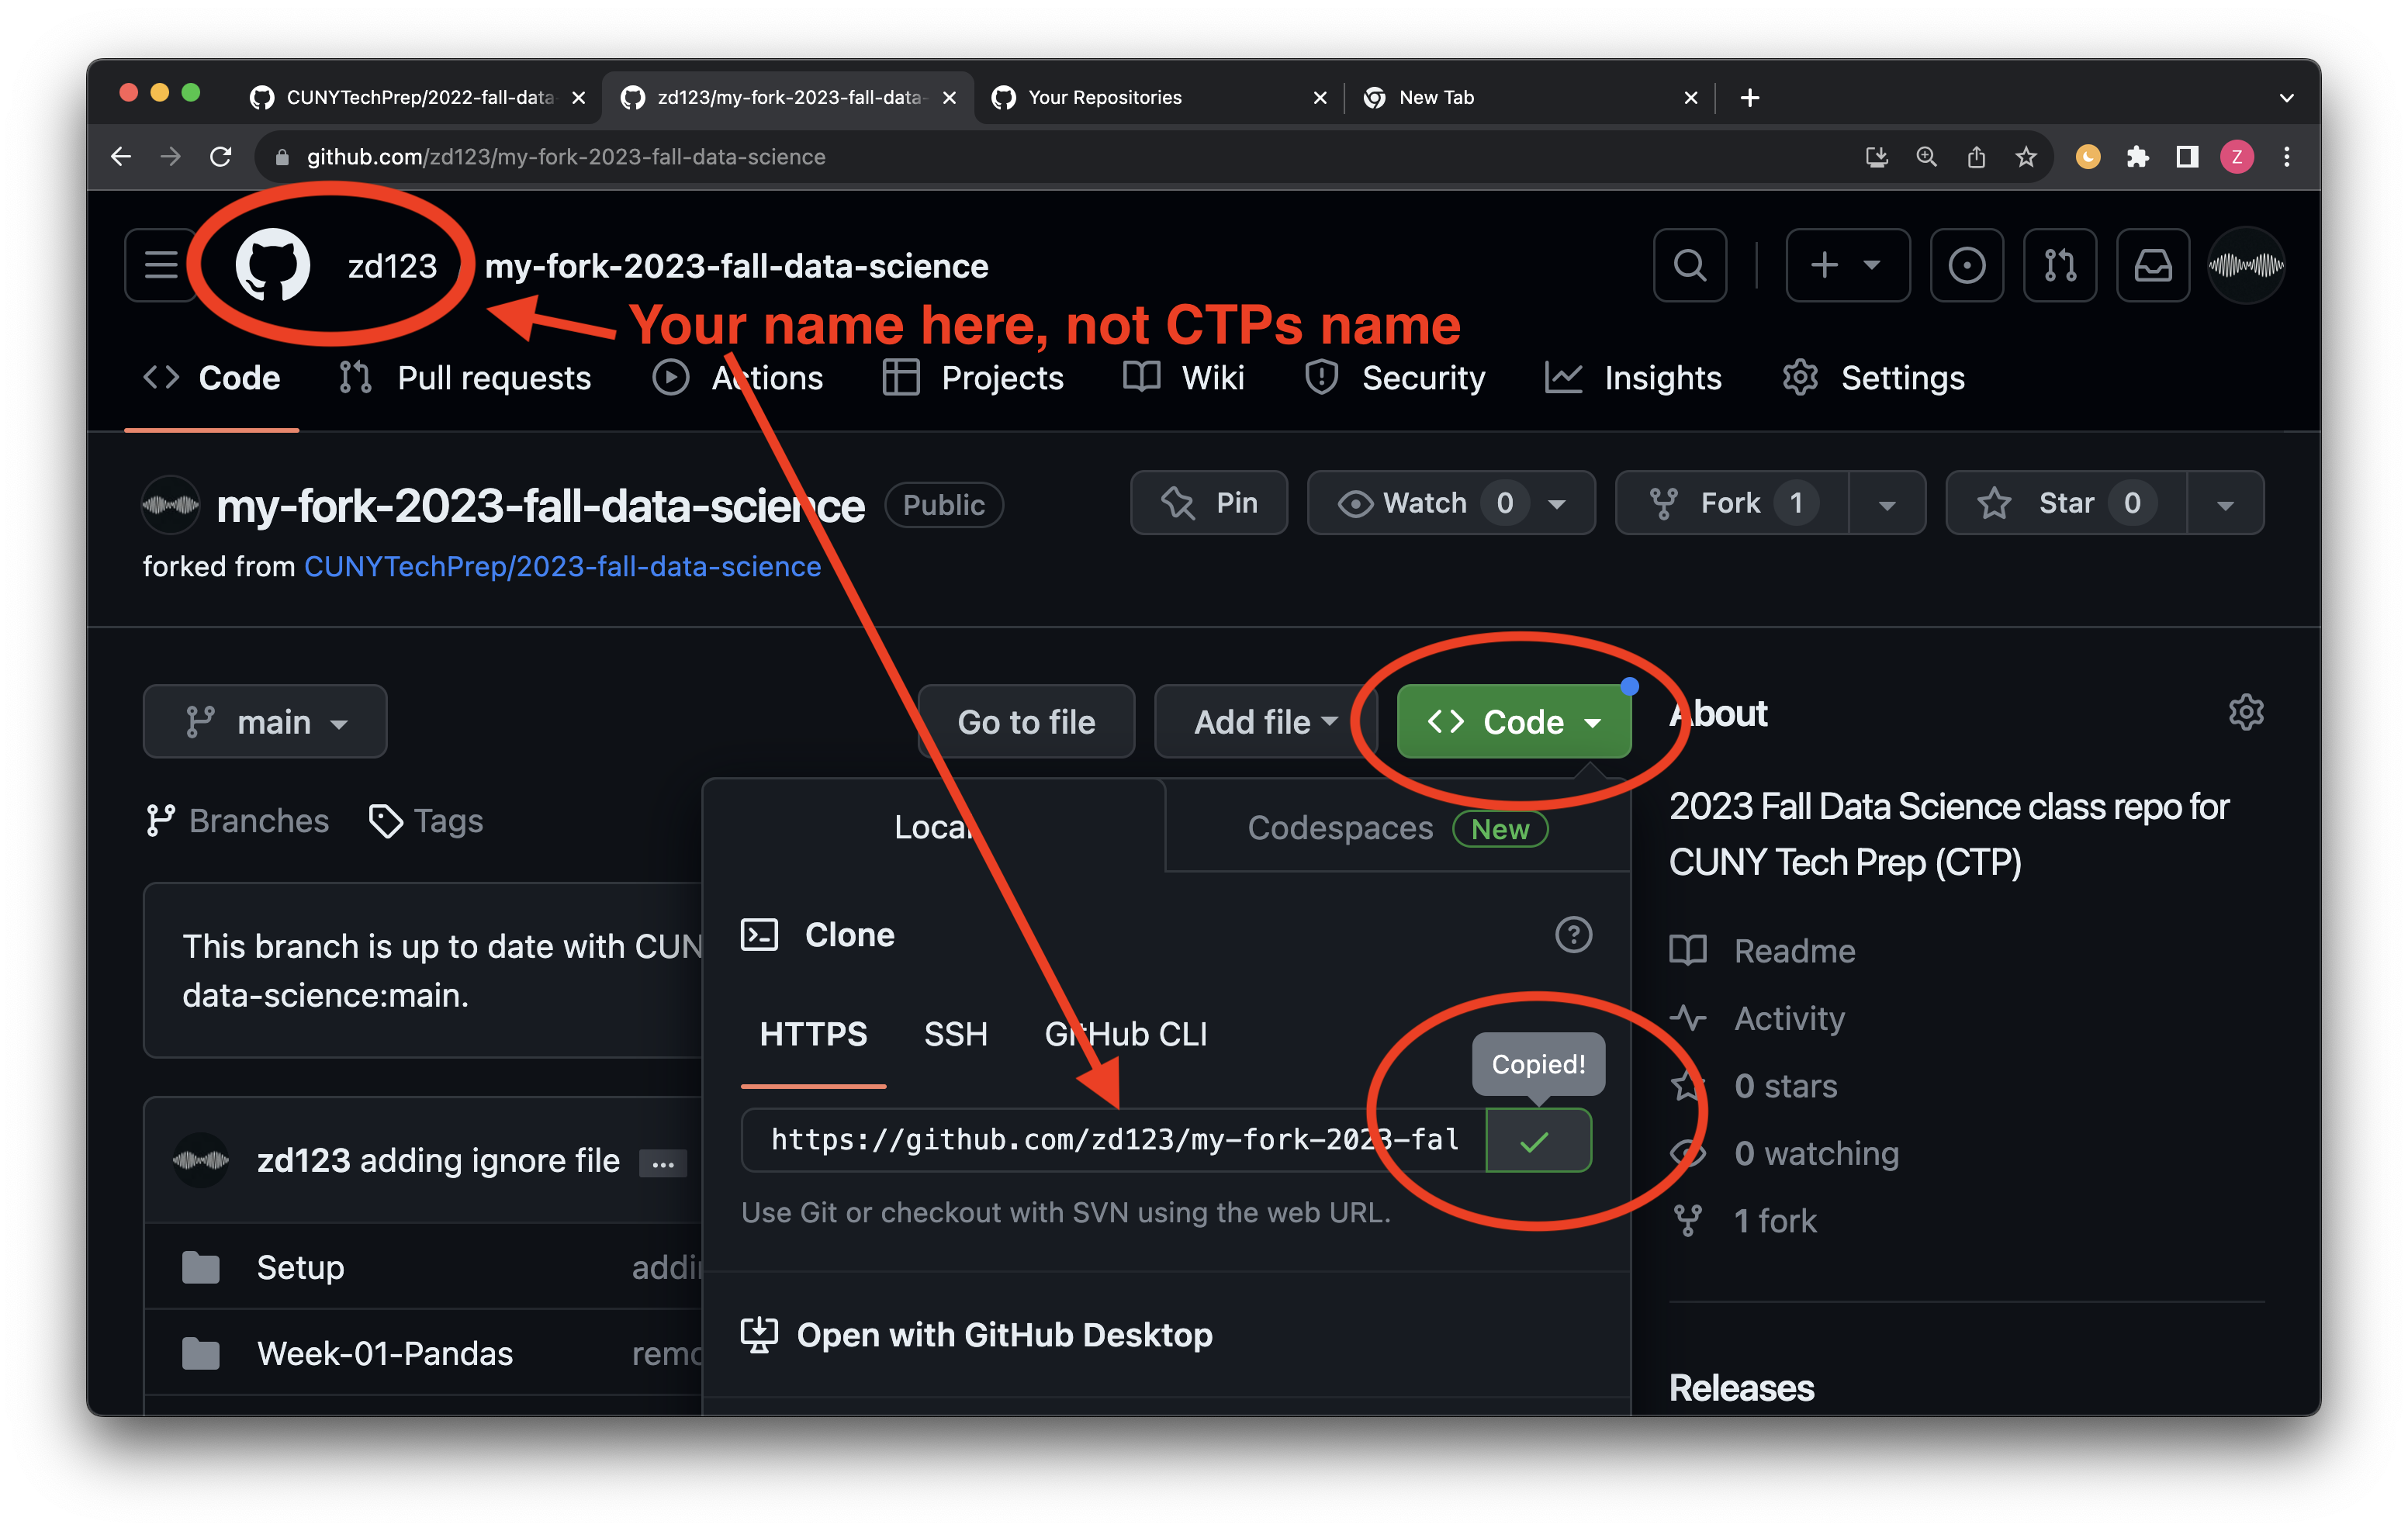 CUNYTechPrep/2022-fall-data-
zd123/my-fork-2023-fall-data-
Your Repositories
New Tab
github.com/zd123/my-fork-2023-fall-data-science
Z
zd123 my-fork-2023-fall-data-science
Your name here, not CTPs name
Code Pull requests Actions Projects Wiki Security Insights Settings
my-fork-2023-fall-data-science Public
Pin Watch 0 Fork 1 Star 0
forked from CUNYTechPrep/2023-fall-data-science
main Go to file Add file Code
About
2023 Fall Data Science class repo for
CUNY Tech Prep (CTP)
Branches Tags
Local Codespaces New
This branch is up to date with CUN
data-science:main.
Clone
HTTPS SSH GitHub CLI
Copied!
https://github.com/zd123/my-fork-2023-fal
Use Git or checkout with SVN using the web URL.
Readme
Activity
0 stars
0 watching
1 fork
zd123 adding ignore file ...
Setup addi
Week-01-Pandas remo
Open with GitHub Desktop
Releases